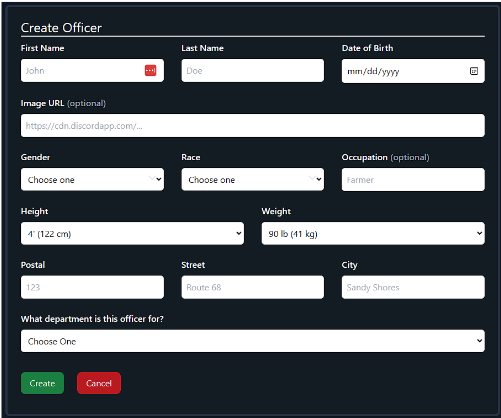 Create Officer
First Name Last Name Date of Birth
John Doe mm/dd/yyyy
Image URL (optional)
https://cdn.discordapp.com/...
Gender Race Occupation (optional)
Choose one Choose one Farmer
Height Weight
4' (122 cm) 90 lb (41 kg)
Postal Street City
123 Route 68 Sandy Shores
What department is this officer for?
Choose One
Create Cancel